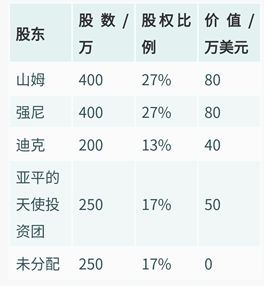 股东 股数/万 股权比例 价值/万美元
山姆 400 27% 80
强尼 400 27% 80
迪克 200 13% 40
亚平的天使投资团 250 17% 50
未分配 250 17% 0